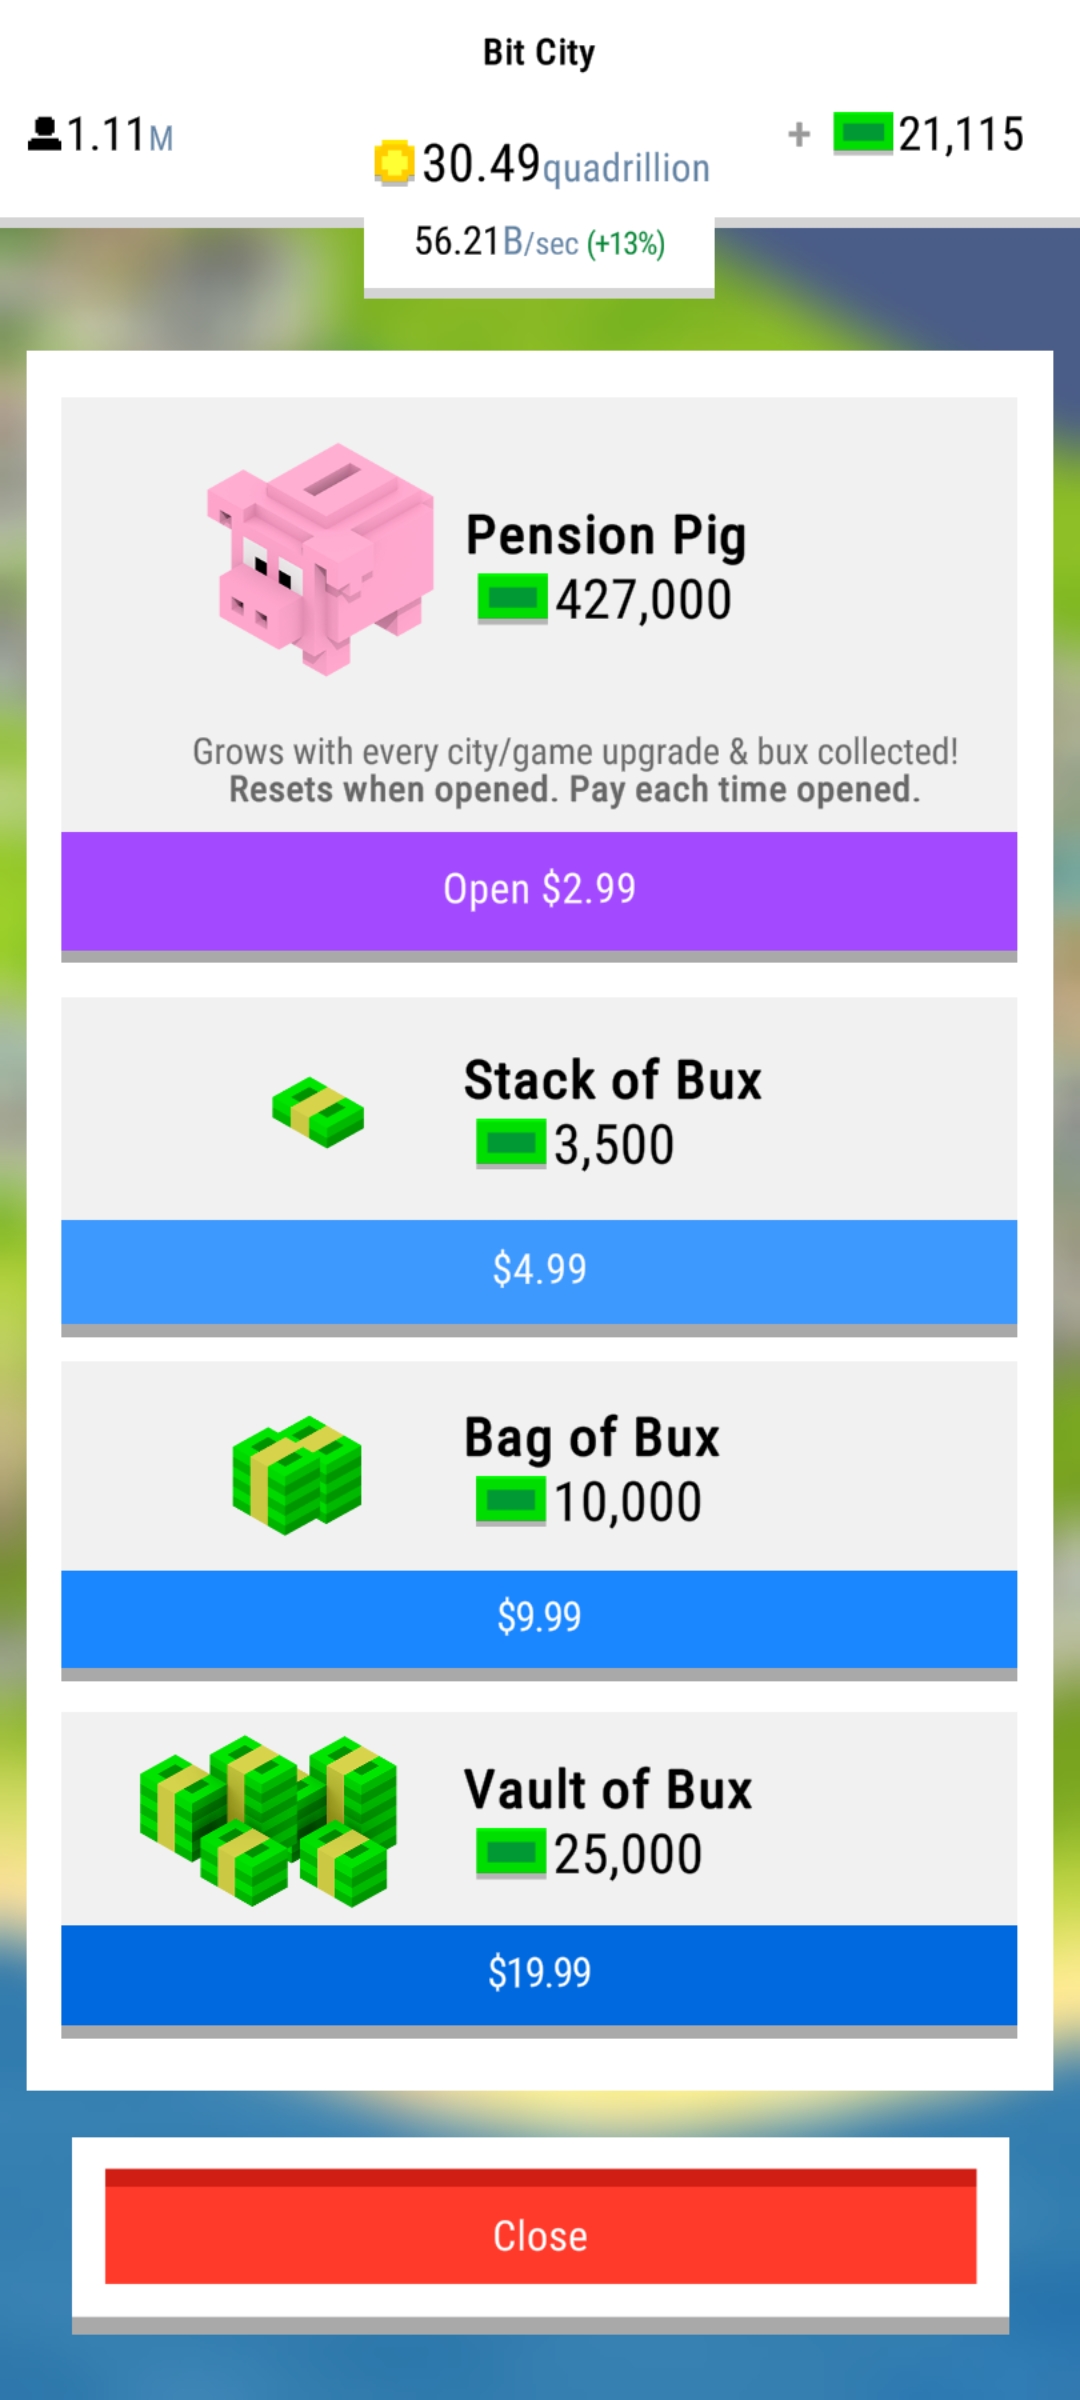 Bit City
1.11M
30.49quadrillion
+ 21,115
56.21B/sec (+13%)
Pension Pig
427,000
Grows with every city/game upgrade & bux collected!
Resets when opened. Pay each time opened.
Open $2.99
Stack of Bux
3,500
$4.99
Bag of Bux
10,000
$9.99
Vault of Bux
25,000
$19.99
Close